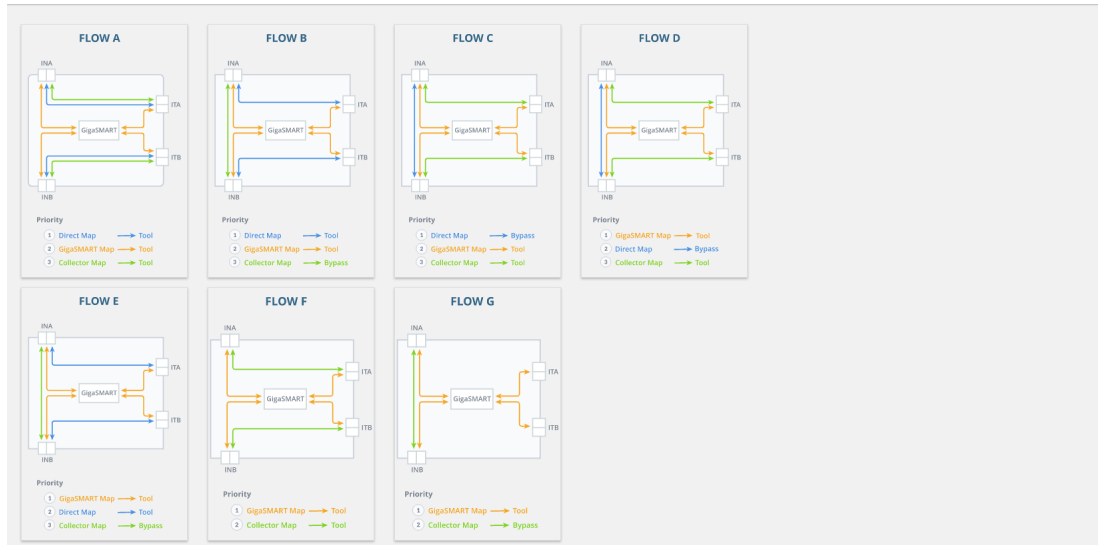 FLOW A
INA
ITA
GigaSMART
ITB
INB
Priority
1 Direct Map Tool
2 GigaSMART Map Tool
3 Collector Map Tool
FLOW B
INA
ITA
GigaSMART
ITB
INB
Priority
1 Direct Map Tool
2 GigaSMART Map Tool
3 Collector Map Bypass
FLOW C
INA
ITA
GigaSMART
ITB
INB
Priority
1 Direct Map Bypass
2 GigaSMART Map Tool
3 Collector Map Tool
FLOW D
INA
ITA
GigaSMART
ITB
INB
Priority
1 GigaSMART Map Tool
2 Direct Map Bypass
3 Collector Map Tool
FLOW E
INA
ITA
GigaSMART
ITB
INB
Priority
1 GigaSMART Map Tool
2 Direct Map Tool
3 Collector Map Bypass
FLOW F
INA
ITA
GigaSMART
ITB
INB
Priority
1 GigaSMART Map Tool
2 Collector Map Tool
FLOW G
INA
ITA
GigaSMART
ITB
INB
Priority
1 GigaSMART Map Tool
2 Collector Map Bypass